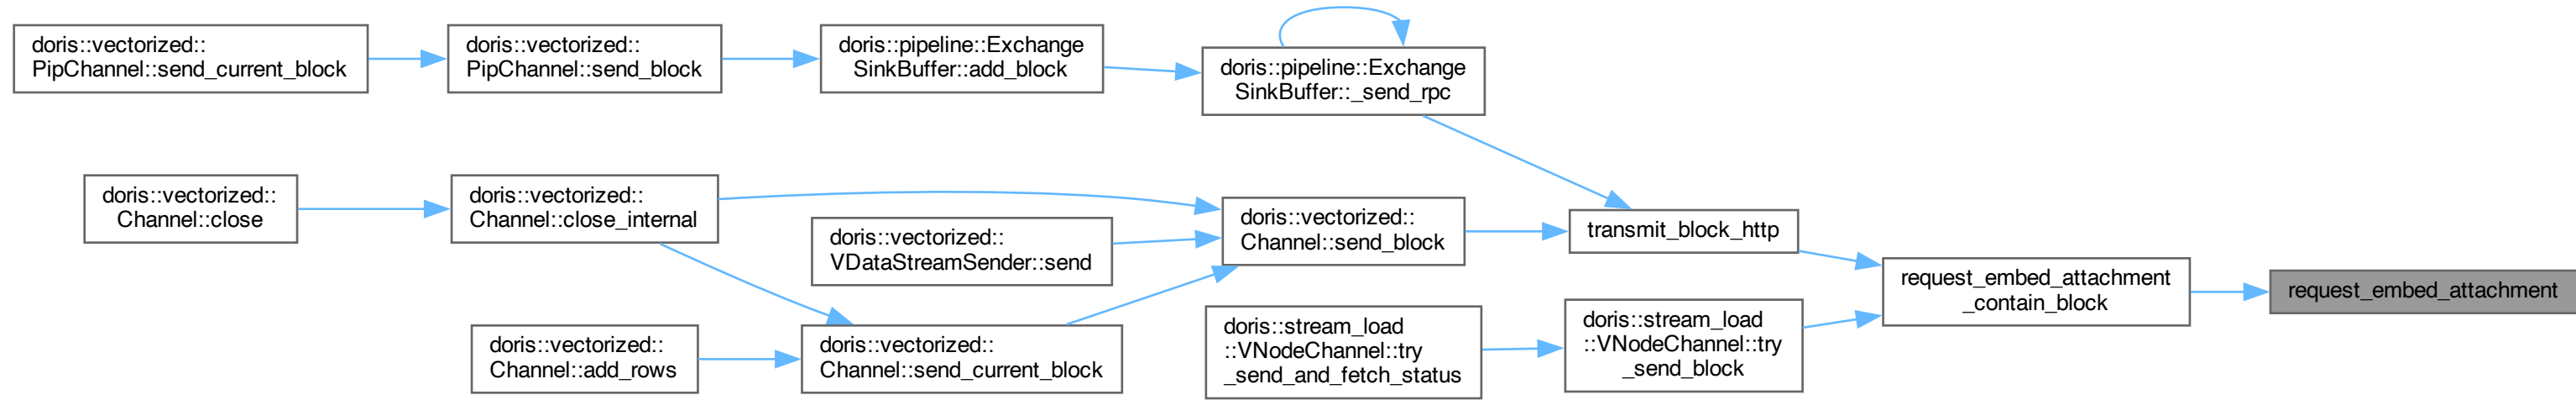 doris::vectorized::
PipChannel::send_current_block
doris::vectorized::
PipChannel::send_block
doris::pipeline::Exchange
SinkBuffer::add_block
doris::pipeline::Exchange
SinkBuffer::_send_rpc
doris::vectorized::
Channel::close
doris::vectorized::
Channel::close_internal
doris::vectorized::
VDataStreamSender::send
doris::vectorized::
Channel::send_block
transmit_block_http
request_embed_attachment
_contain_block
request_embed_attachment
doris::vectorized::
Channel::add_rows
doris::vectorized::
Channel::send_current_block
doris::stream_load
::VNodeChannel::try
_send_and_fetch_status
doris::stream_load
::VNodeChannel::try
_send_block